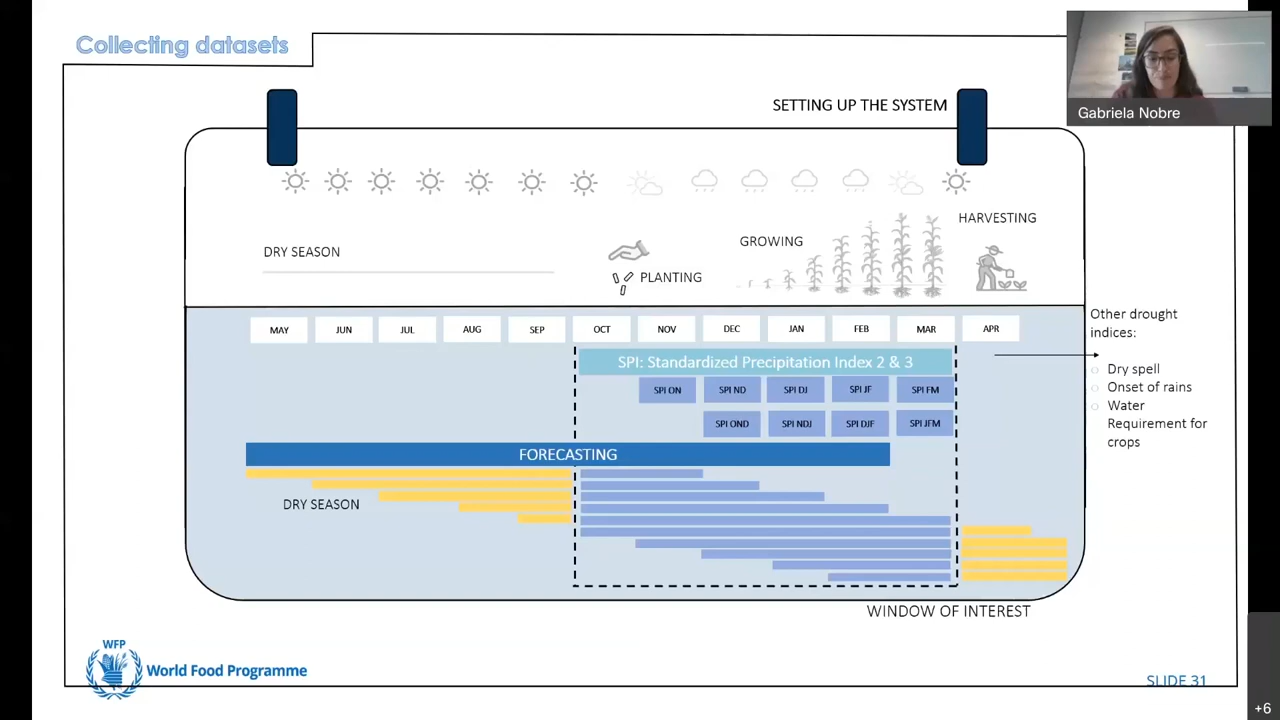 Collecting datasets
SETTING UP THE SYSTEM
Gabriela Nobre
HARVESTING
GROWING
DRY SEASON
PLANTING
MAY JUN JUL AUG SEP OCT NOV DEC JAN FEB MAR APR
Other drought
indices:
SPI: Standardized Precipitation Index 2 & 3
Dry spell
Onset of rains
Water
Requirement for
crops
SPI ON SPI ND SPI DJ SPI JF SPI FM
SPI OND SPI NDJ SPI DJF SPI JFM
FORECASTING
DRY SEASON
WINDOW OF INTEREST
WFP
World Food Programme
SLIDE 31
+6